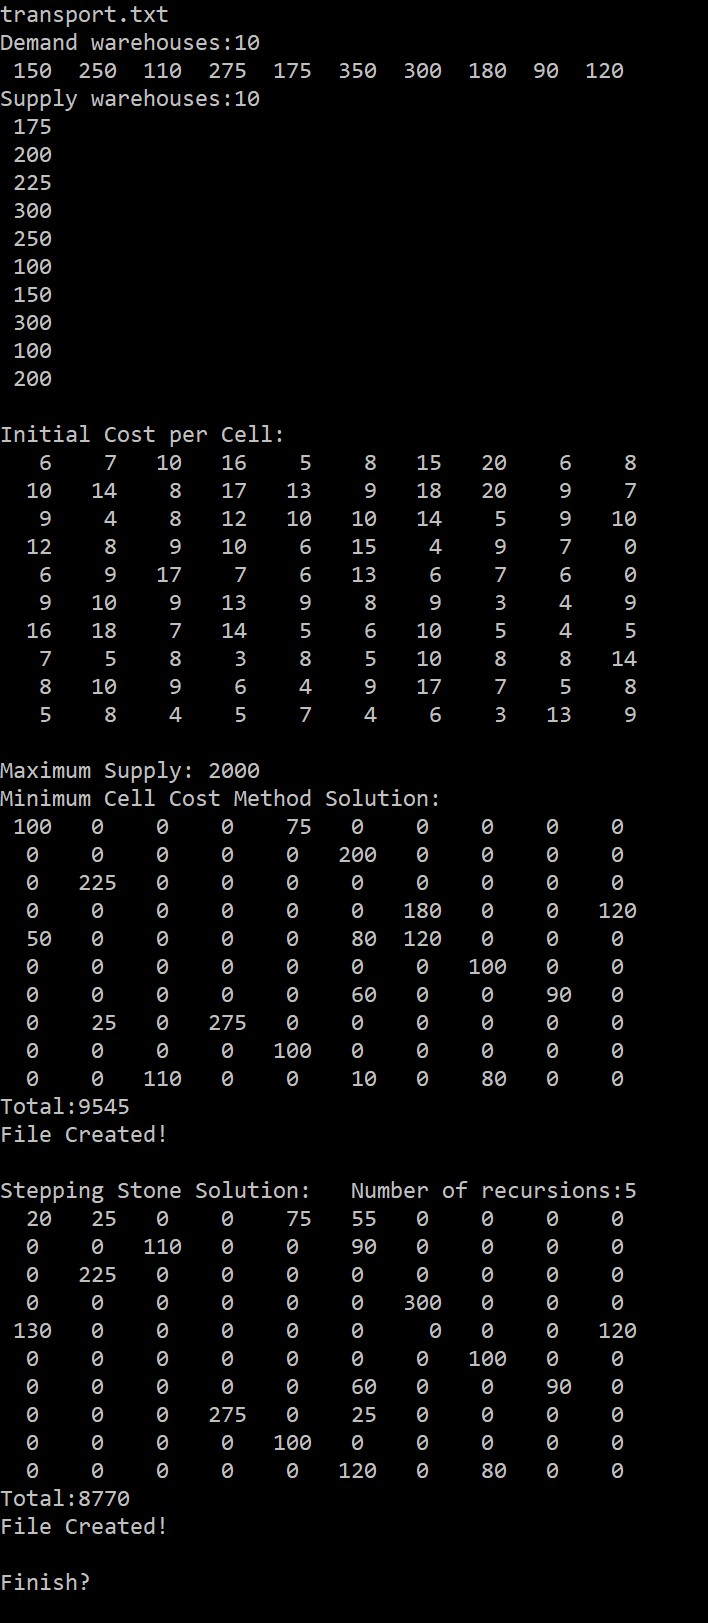 transport.txt
Demand warehouses:10
150 250 110 275 175 350 300 180 90 120
Supply warehouses:10
175
200
225
300
250
100
150
300
100
200
Initial Cost per Cell:
6 7 10 16 5 8 15 20 6 8
10 14 8 17 13 9 18 20 9 7
9 4 8 12 10 10 14 5 9 10
12 8 9 10 6 15 4 9 7 0
6 9 17 7 6 13 6 7 6 0
9 10 9 13 9 8 9 3 4 9
16 18 7 14 5 6 10 5 4 5
7 5 8 3 8 5 10 8 8 14
8 10 9 6 4 9 17 7 5 8
5 8 4 5 7 4 6 3 13 9
Maximum Supply: 2000
Minimum Cell Cost Method Solution:
100 0 0 0 75 0 0 0 0 0
0 0 0 0 0 200 0 0 0 0
0 225 0 0 0 0 0 0 0 0
0 0 0 0 0 0 180 0 0 120
50 0 0 0 0 80 120 0 0 0
0 0 0 0 0 0 0 100 0 0
0 0 0 0 0 60 0 0 90 0
0 25 0 275 0 0 0 0 0 0
0 0 0 0 100 0 0 0 0 0
0 0 110 0 0 10 0 80 0 0
Total:9545
File Created!
Stepping Stone Solution: Number of recursions:5
20 25 0 0 75 55 0 0 0 0
0 0 110 0 0 90 0 0 0 0
0 225 0 0 0 0 0 0 0 0
0 0 0 0 0 0 300 0 0 0
130 0 0 0 0 0 0 0 0 120
0 0 0 0 0 0 0 100 0 0
0 0 0 0 0 60 0 0 90 0
0 0 0 275 0 25 0 0 0 0
0 0 0 0 100 0 0 0 0 0
0 0 0 0 0 120 0 80 0 0
Total:8770
File Created!
Finish?